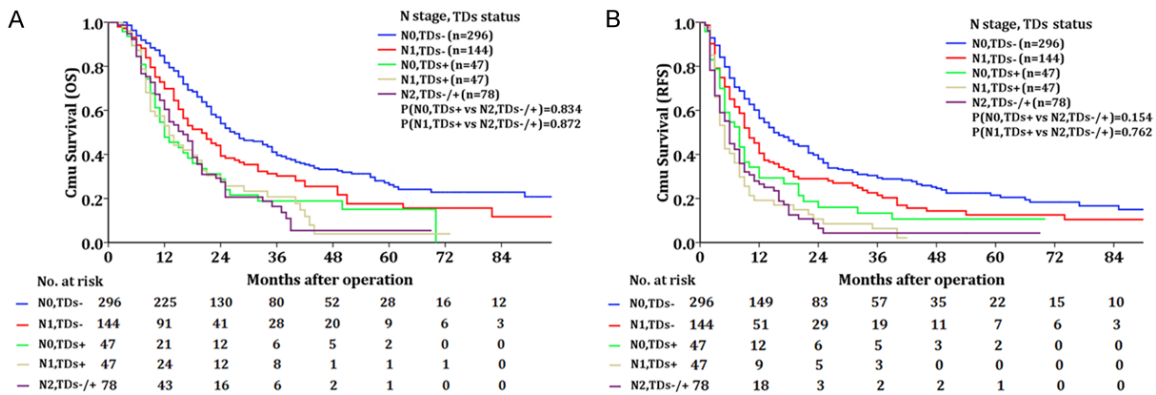 A
N stage, TDs status
N0,TDs- (n=296)
N1,TDs- (n=144)
N0,TDs+ (n=47)
N1,TDs+ (n=47)
N2,TDs-/+ (n=78)
P(N0,TDs+ vs N2,TDs-/+)=0.834
P(N1,TDs+ vs N2,TDs-/+)=0.872
Cmu Survival (OS)
1.0
0.8
0.6
0.4
0.2
0.0
0 12 24 36 48 60 72 84
Months after operation
No. at risk
N0,TDs- 296 225 130 80 52 28 16 12
N1,TDs- 144 91 41 28 20 9 6 3
N0,TDs+ 47 21 12 6 5 2 0 0
N1,TDs+ 47 24 12 8 1 1 1 0
N2,TDs-/+ 78 43 16 6 2 1 0 0
B
N stage, TDs status
N0,TDs- (n=296)
N1,TDs- (n=144)
N0,TDs+ (n=47)
N1,TDs+ (n=47)
N2,TDs-/+ (n=78)
P(N0,TDs+ vs N2,TDs-/+)=0.154
P(N1,TDs+ vs N2,TDs-/+)=0.762
Cmu Survival (RFS)
1.0
0.8
0.6
0.4
0.2
0.0
0 12 24 36 48 60 72 84
Months after operation
No. at risk
N0,TDs- 296 149 83 57 35 22 15 10
N1,TDs- 144 51 29 19 11 7 6 3
N0,TDs+ 47 12 6 5 3 2 0 0
N1,TDs+ 47 9 5 3 0 0 0 0
N2,TDs-/+ 78 18 3 2 2 1 0 0